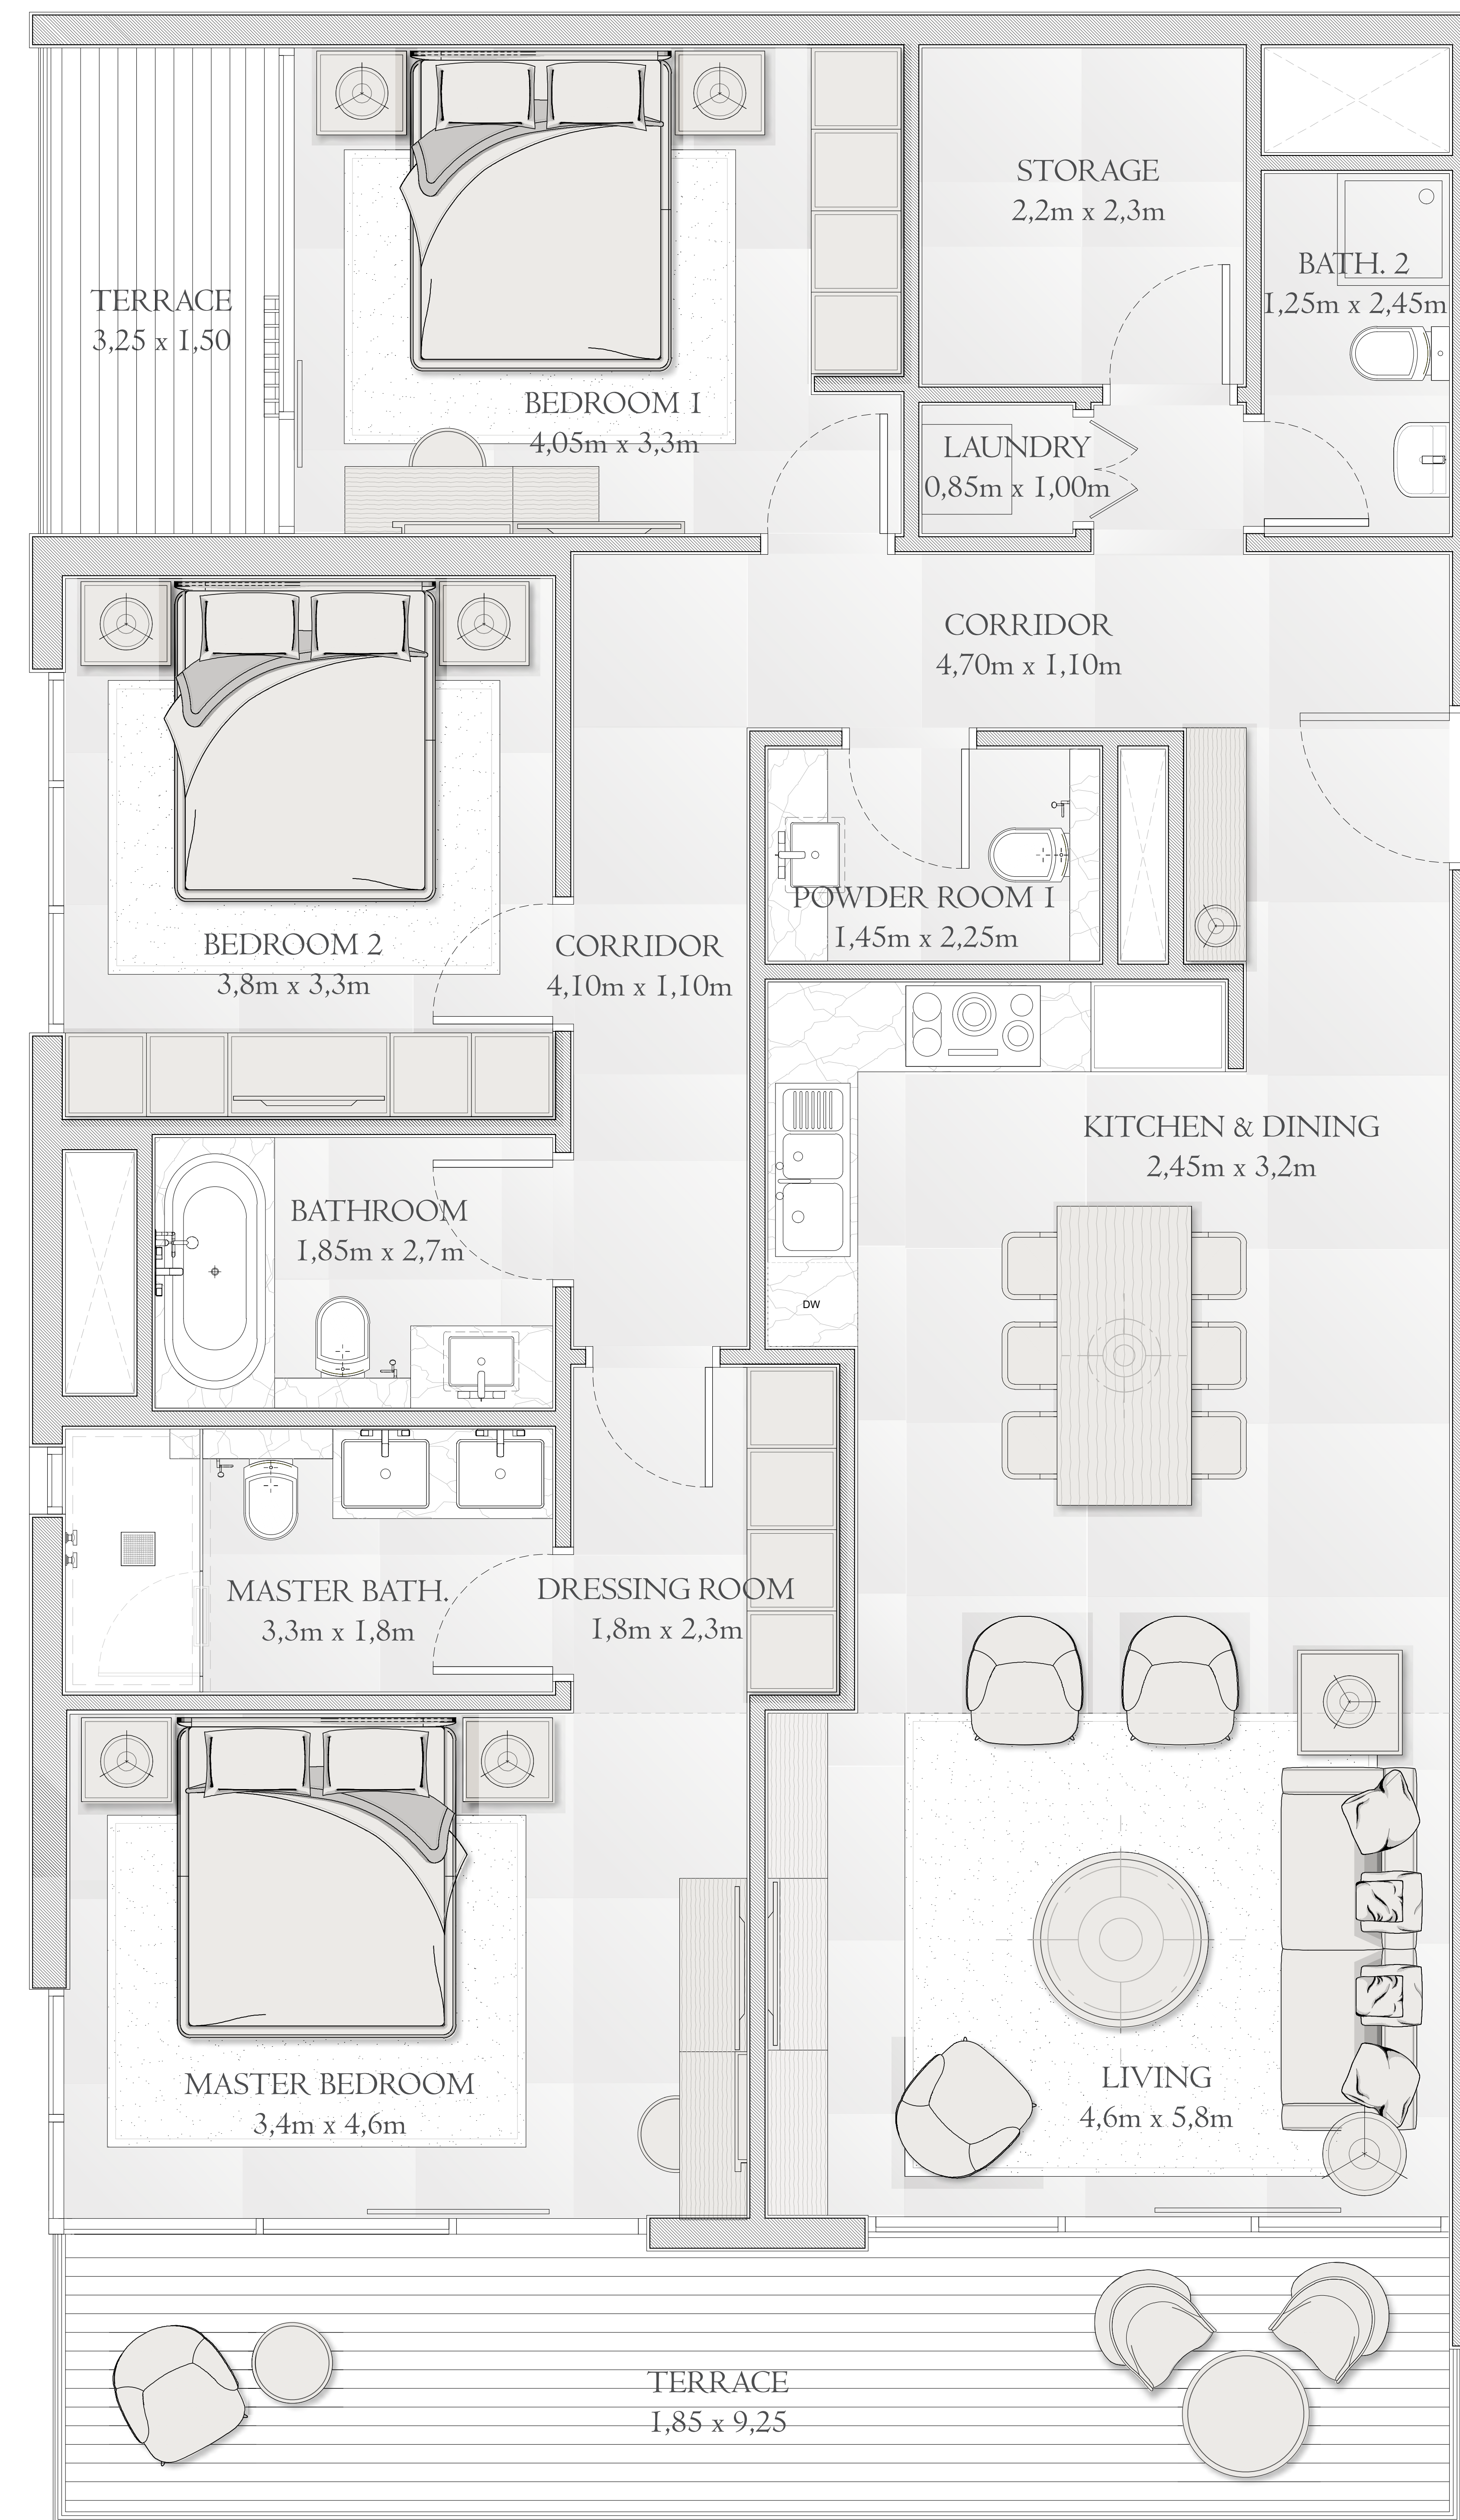 STORAGE
2,2m x 2,3m
BATH. 2
1,25m x 2,45m
TERRACE
3,25 x 1,50
BEDROOM 1
4,05m x 3,3m
LAUNDRY
0,85m x 1,00m
CORRIDOR
4,70m x 1,10m
POWDER ROOM 1
1,45m x 2,25m
BEDROOM 2
3,8m x 3,3m
CORRIDOR
4,10m x 1,10m
KITCHEN & DINING
2,45m x 3,2m
BATHROOM
1,85m x 2,7m
DW
MASTER BATH.
3,3m x 1,8m
DRESSING ROOM
1,8m x 2,3m
MASTER BEDROOM
3,4m x 4,6m
LIVING
4,6m x 5,8m
TERRACE
1,85 x 9,25